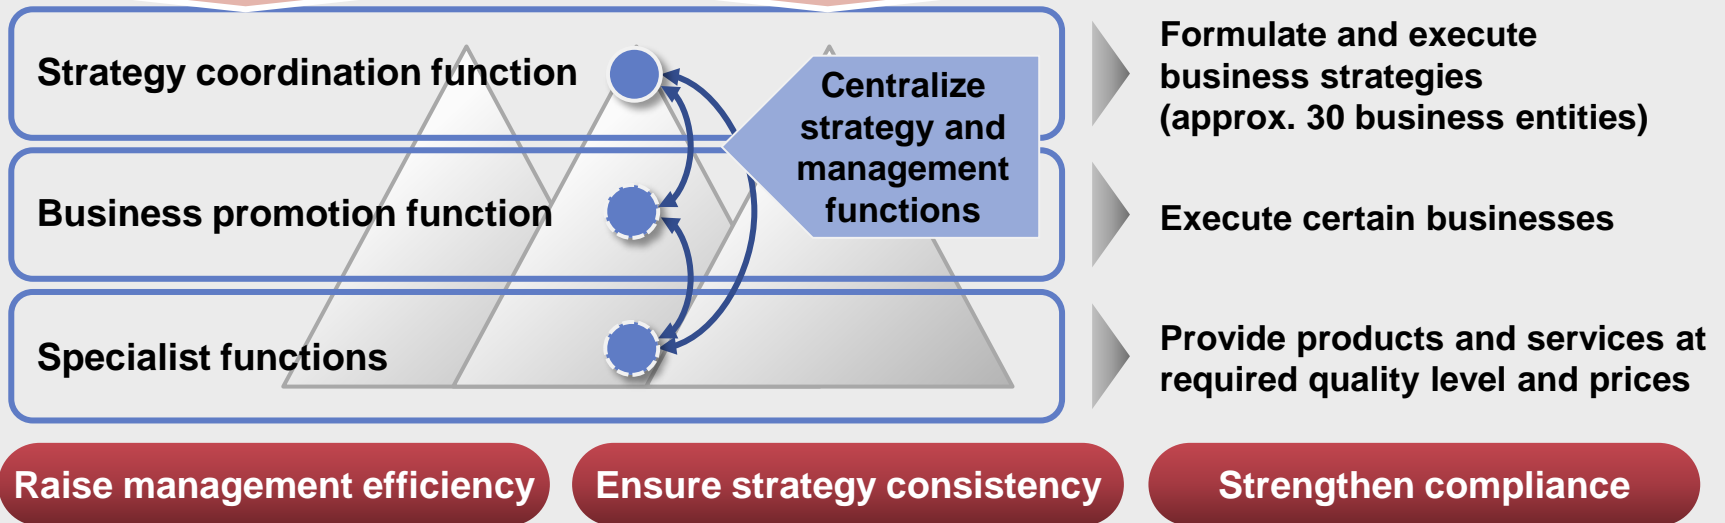 Strategy coordination function
Centralize
strategy and
management
functions
Formulate and execute
business strategies
(approx. 30 business entities)
Business promotion function
Execute certain businesses
Specialist functions
Provide products and services at
required quality level and prices
Raise management efficiency
Ensure strategy consistency
Strengthen compliance